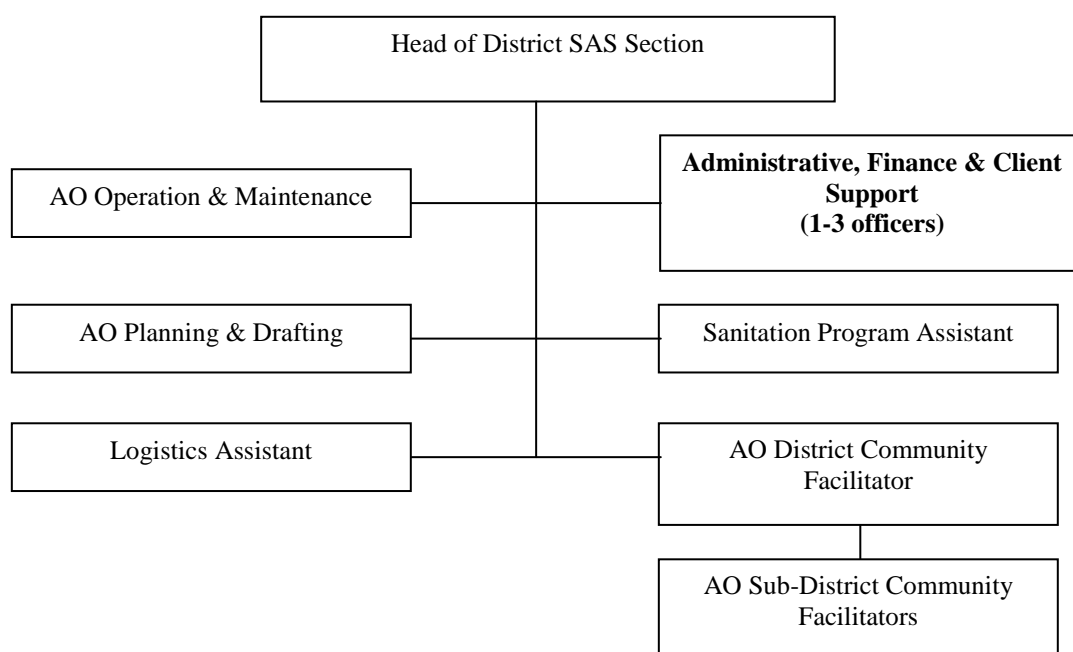 Head of District SAS Section
AO Operation & Maintenance
Administrative, Finance & Client
Support
(1-3 officers)
AO Planning & Drafting
Sanitation Program Assistant
Logistics Assistant
AO District Community
Facilitator
AO Sub-District Community
Facilitators